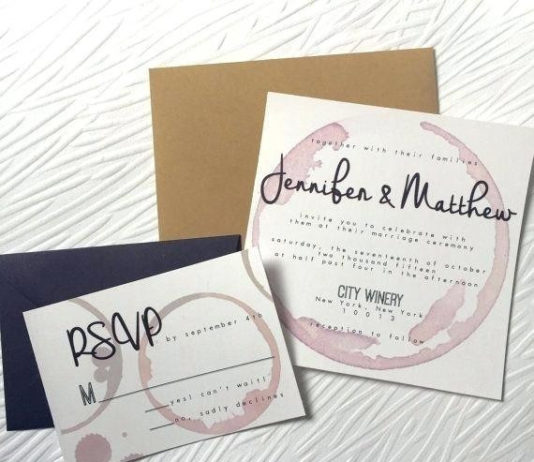 together with their families
Jennifer & Matthew
invite you to celebrate with
them at their marriage ceremony
saturday, the seventeenth of october
two thousand fifteen
at half past four in the afternoon
CITY WINERY
New York, New York
10013
reception to follow
RSVP by september 4th
M
yes! can't wait!
no, sadly declines